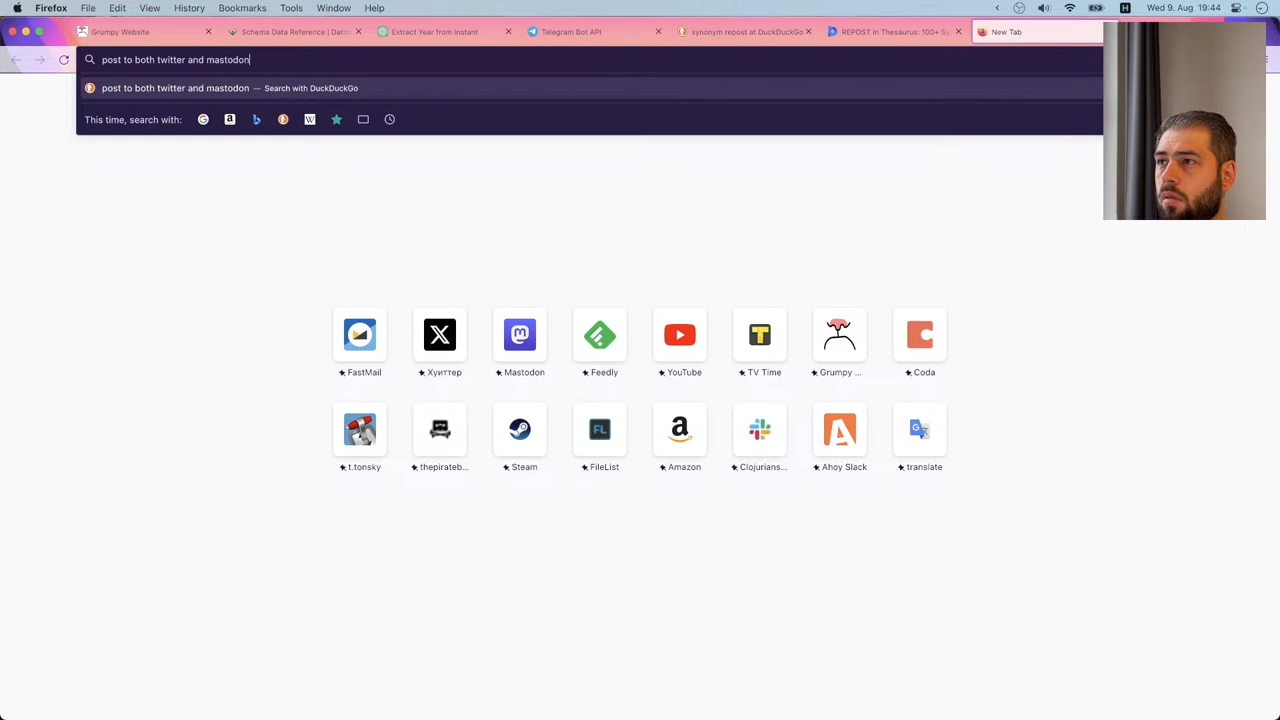 Firefox File Edit View History Bookmarks Tools Window Help
H
Wed 9. Aug 19:44
Grumpy Website
Schema Data Reference | Dato
Extract Year from Instant
Telegram Bot API
synonym repost at DuckDuckGo
REPOST in Thesaurus: 100+ Sy
New Tab
post to both twitter and mastodon
post to both twitter and mastodon — Search with DuckDuckGo
This time, search with:
FastMail
Хуиттер
Mastodon
Feedly
YouTube
TV Time
Grumpy ...
Coda
t.tonsky
thepirateb...
Steam
FileList
Amazon
Clojurians...
Ahoy Slack
translate